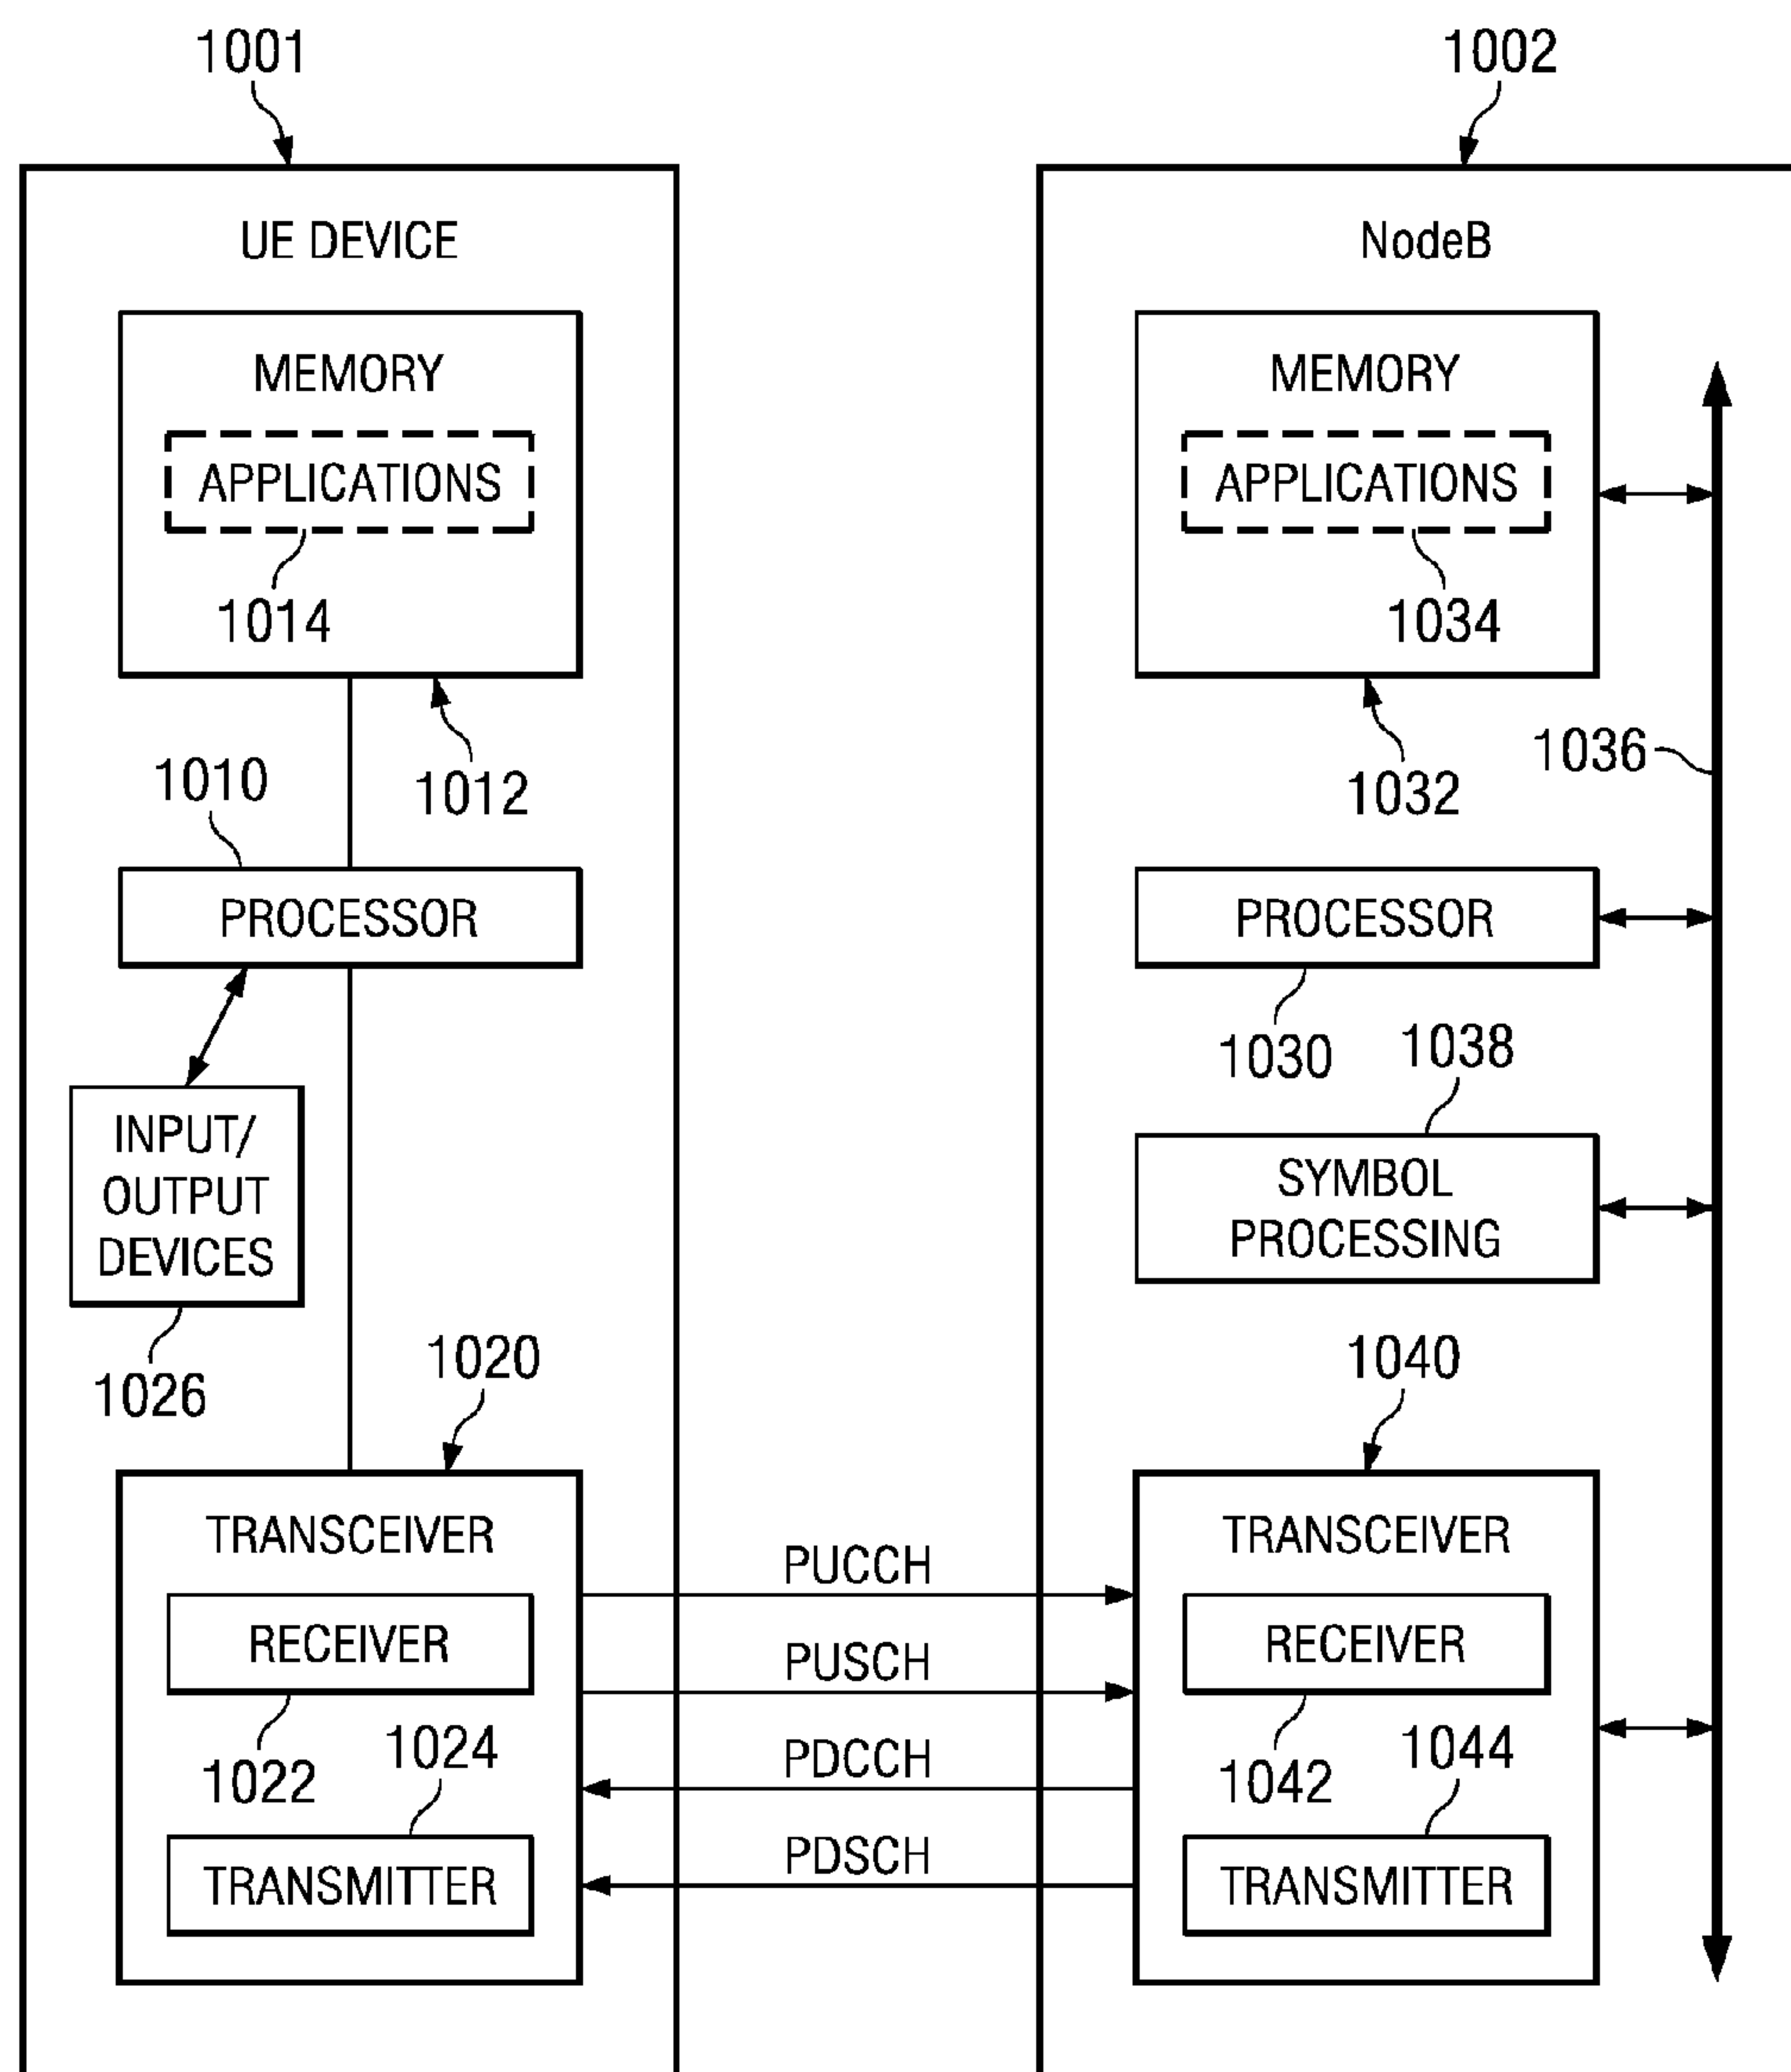 1001
1002
UE DEVICE
NodeB
MEMORY
APPLICATIONS
1014
1012
1010
PROCESSOR
INPUT/
OUTPUT
DEVICES
1026
1020
TRANSCEIVER
RECEIVER
1022
1024
TRANSMITTER
PUCCH
PUSCH
PDCCH
PDSCH
MEMORY
APPLICATIONS
1034
1032
1036
PROCESSOR
1030
1038
SYMBOL
PROCESSING
1040
TRANSCEIVER
RECEIVER
1042
1044
TRANSMITTER